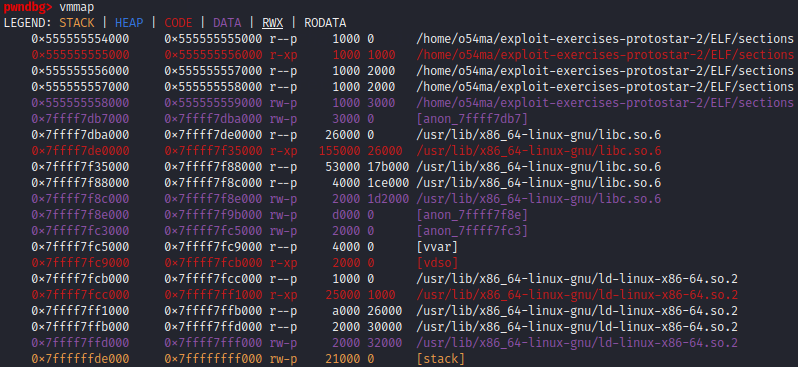 pwndbg> vmmap
LEGEND: STACK | HEAP | CODE | DATA | RWX | RODATA
0×555555554000 0×555555555000 r--p 1000 0 /home/o54ma/exploit-exercises-protostar-2/ELF/sections
0×555555555000 0×555555556000 r-xp 1000 1000 /home/o54ma/exploit-exercises-protostar-2/ELF/sections
0×555555556000 0×555555557000 r--p 1000 2000 /home/o54ma/exploit-exercises-protostar-2/ELF/sections
0×555555557000 0×555555558000 r--p 1000 2000 /home/o54ma/exploit-exercises-protostar-2/ELF/sections
0×555555558000 0×555555559000 rw-p 1000 3000 /home/o54ma/exploit-exercises-protostar-2/ELF/sections
0×7ffff7db7000 0×7ffff7dba000 rw-p 3000 0 [anon_7ffff7db7]
0×7ffff7dba000 0×7ffff7de0000 r--p 26000 0 /usr/lib/x86_64-linux-gnu/libc.so.6
0×7ffff7de0000 0×7ffff7f35000 r-xp 155000 26000 /usr/lib/x86_64-linux-gnu/libc.so.6
0×7ffff7f35000 0×7ffff7f88000 r--p 53000 17b000 /usr/lib/x86_64-linux-gnu/libc.so.6
0×7ffff7f88000 0×7ffff7f8c000 r--p 4000 1ce000 /usr/lib/x86_64-linux-gnu/libc.so.6
0×7ffff7f8c000 0×7ffff7f8e000 rw-p 2000 1d2000 /usr/lib/x86_64-linux-gnu/libc.so.6
0×7ffff7f8e000 0×7ffff7f9b000 rw-p d000 0 [anon_7ffff7f8e]
0×7ffff7fc3000 0×7ffff7fc5000 rw-p 2000 0 [anon_7ffff7fc3]
0×7ffff7fc5000 0×7ffff7fc9000 r--p 4000 0 [vvar]
0×7ffff7fc9000 0×7ffff7fcb000 r-xp 2000 0 [vdso]
0×7ffff7fcb000 0×7ffff7fcc000 r--p 1000 0 /usr/lib/x86_64-linux-gnu/ld-linux-x86-64.so.2
0×7ffff7fcc000 0×7ffff7ff1000 r-xp 25000 1000 /usr/lib/x86_64-linux-gnu/ld-linux-x86-64.so.2
0×7ffff7ff1000 0×7ffff7ffb000 r--p a000 26000 /usr/lib/x86_64-linux-gnu/ld-linux-x86-64.so.2
0×7ffff7ffb000 0×7ffff7ffd000 r--p 2000 30000 /usr/lib/x86_64-linux-gnu/ld-linux-x86-64.so.2
0×7ffff7ffd000 0×7ffff7fff000 rw-p 2000 32000 /usr/lib/x86_64-linux-gnu/ld-linux-x86-64.so.2
0×7ffffffde000 0×7ffffffff000 rw-p 21000 0 [stack]